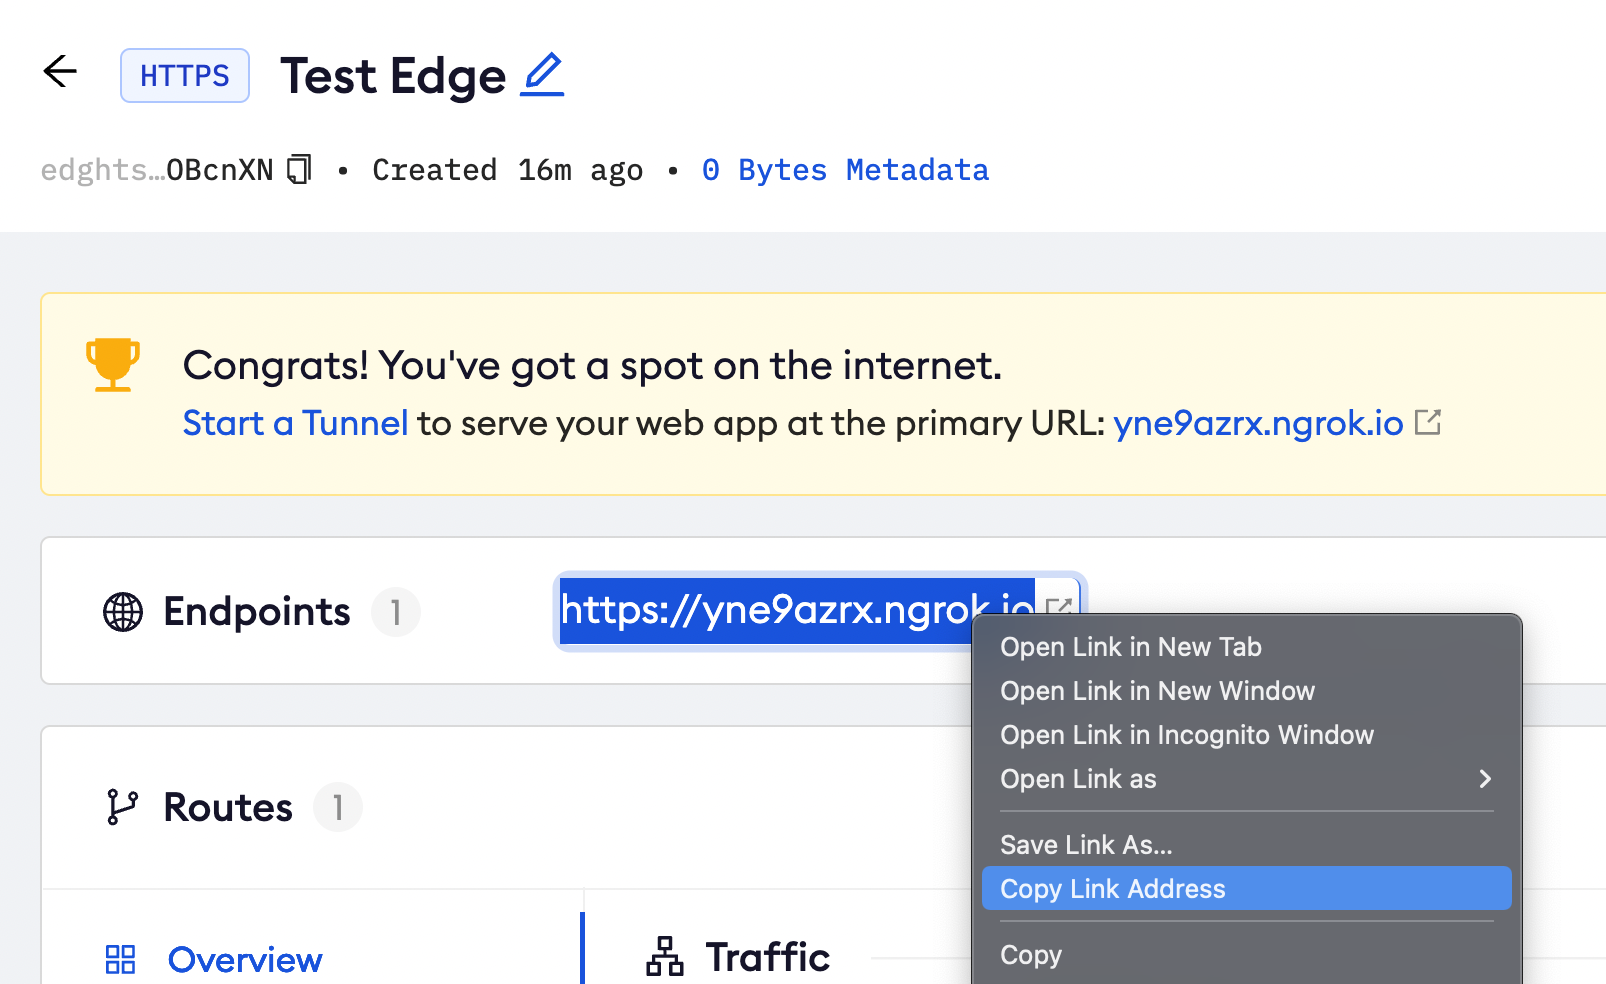 HTTPS Test Edge
edghts…OBcnXN • Created 16m ago • 0 Bytes Metadata
Congrats! You've got a spot on the internet.
Start a Tunnel to serve your web app at the primary URL: yne9azrx.ngrok.io
Endpoints 1 https://yne9azrx.ngrok.io
Open Link in New Tab
Open Link in New Window
Open Link in Incognito Window
Open Link as
Save Link As...
Copy Link Address
Copy
Routes 1
Overview
Traffic